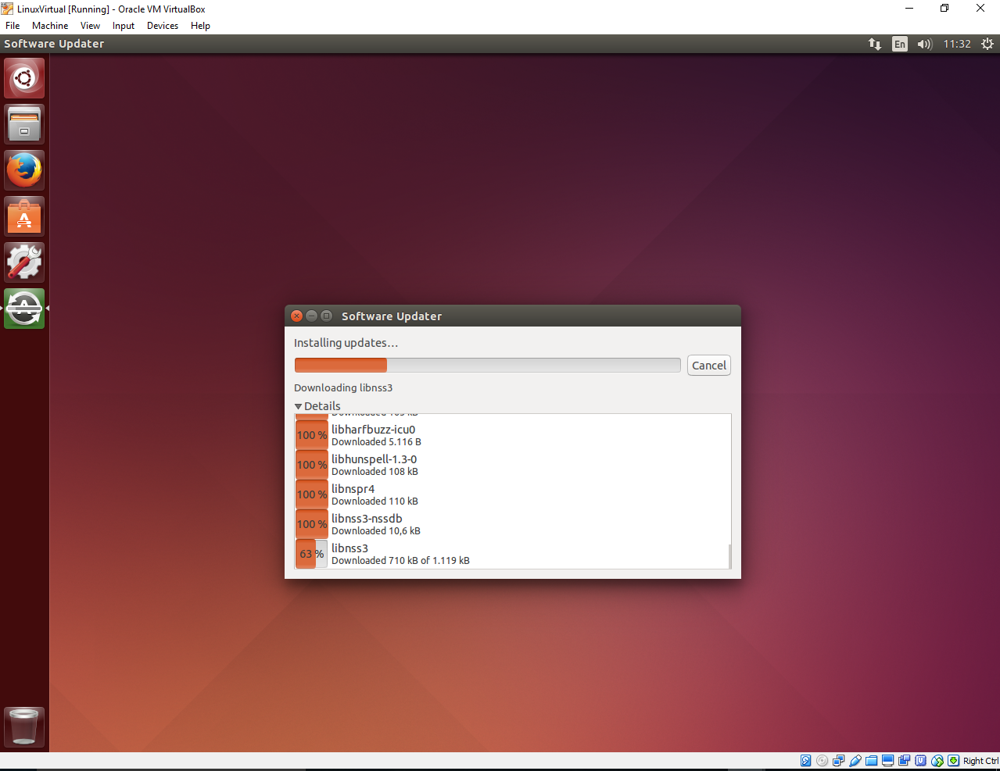 LinuxVirtual [Running] - Oracle VM VirtualBox
File Machine View Input Devices Help
Software Updater En 11:32
Software Updater
Installing updates...
Cancel
Downloading libnss3
Details
100 % libharfbuzz-icu0
Downloaded 5.116 B
100 % libhunspell-1.3-0
Downloaded 108 kB
100 % libnspr4
Downloaded 110 kB
100 % libnss3-nssdb
Downloaded 10,6 kB
63 % libnss3
Downloaded 710 kB of 1.119 kB
Right Ctrl